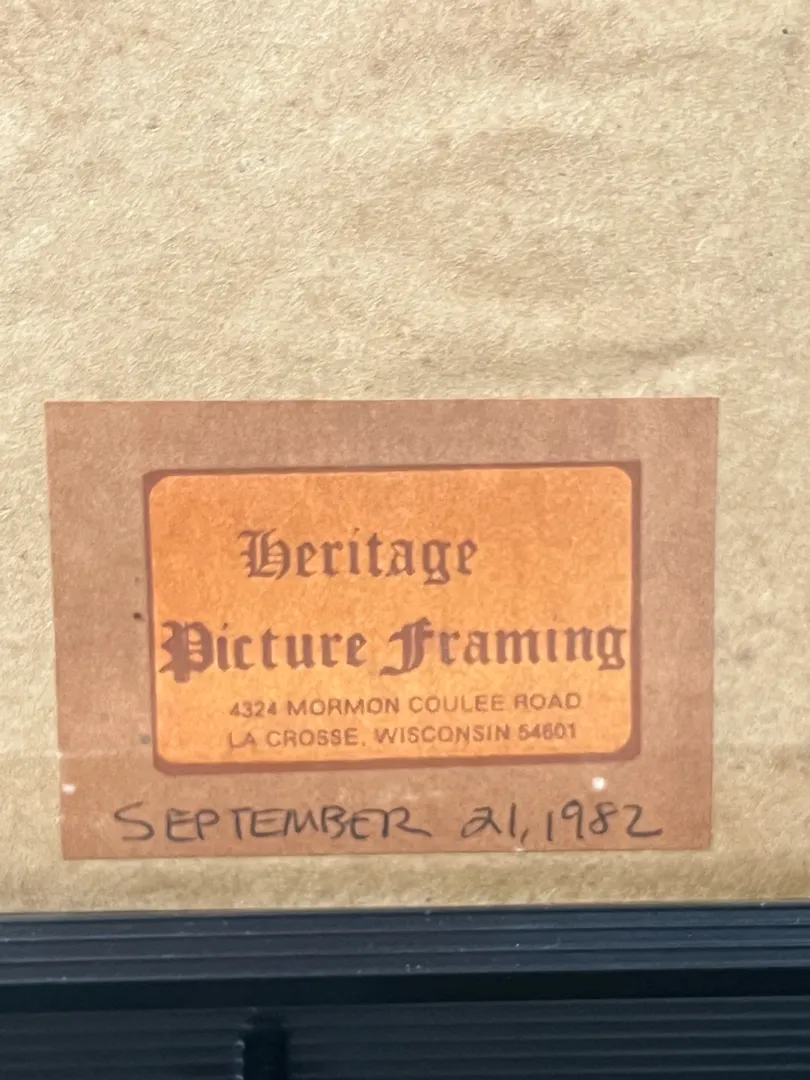 Heritage
Picture Framing
4324 MORMON COULEE ROAD
LA CROSSE, WISCONSIN 54601
SEPTEMBER 21, 1982